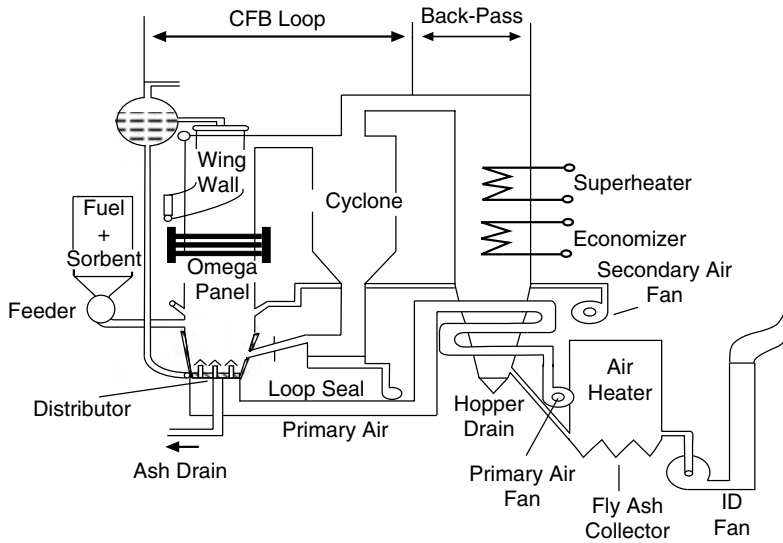 CFB Loop
Back-Pass
Wing
Wall
Cyclone
Superheater
Fuel
+
Sorbent
Economizer
Omega
Panel
Secondary Air
Fan
Feeder
Air
Heater
Loop Seal
Hopper
Drain
Distributor
Primary Air
Ash Drain
Primary Air
Fan
Fly Ash
Collector
ID
Fan